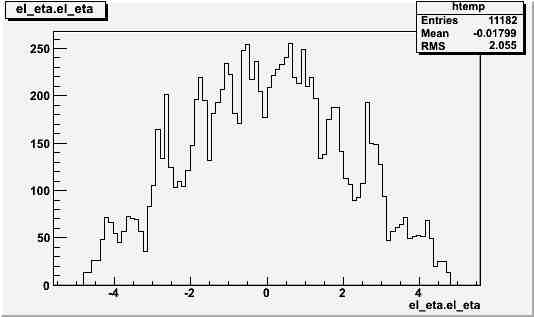 el_eta.el_eta
htemp
Entries 11182
Mean -0.01799
RMS 2.055
250
200
150
100
50
0
-4 -2 0 2 4
el_eta.el_eta